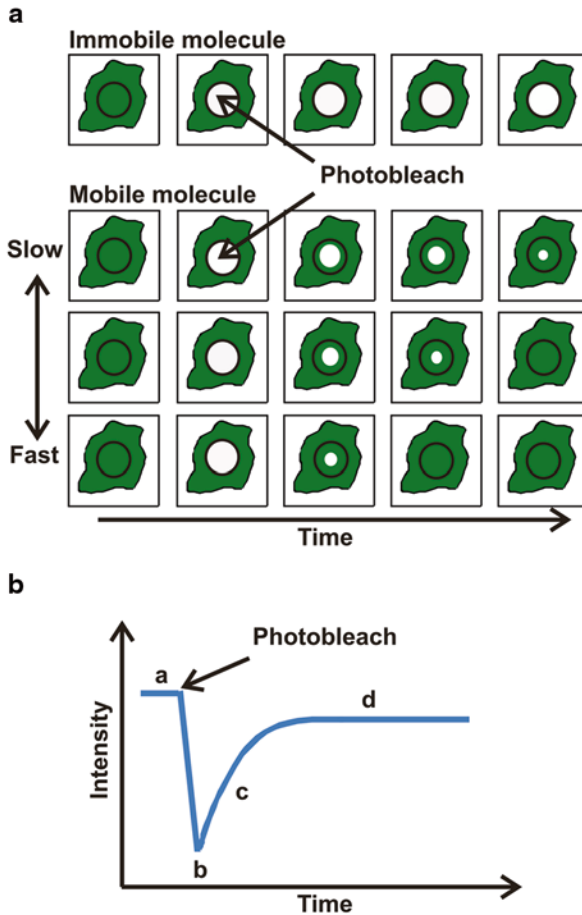 a
Immobile molecule
Photobleach
Mobile molecule
Slow
Fast
Time
b
Photobleach
a
d
Intensity
c
b
Time